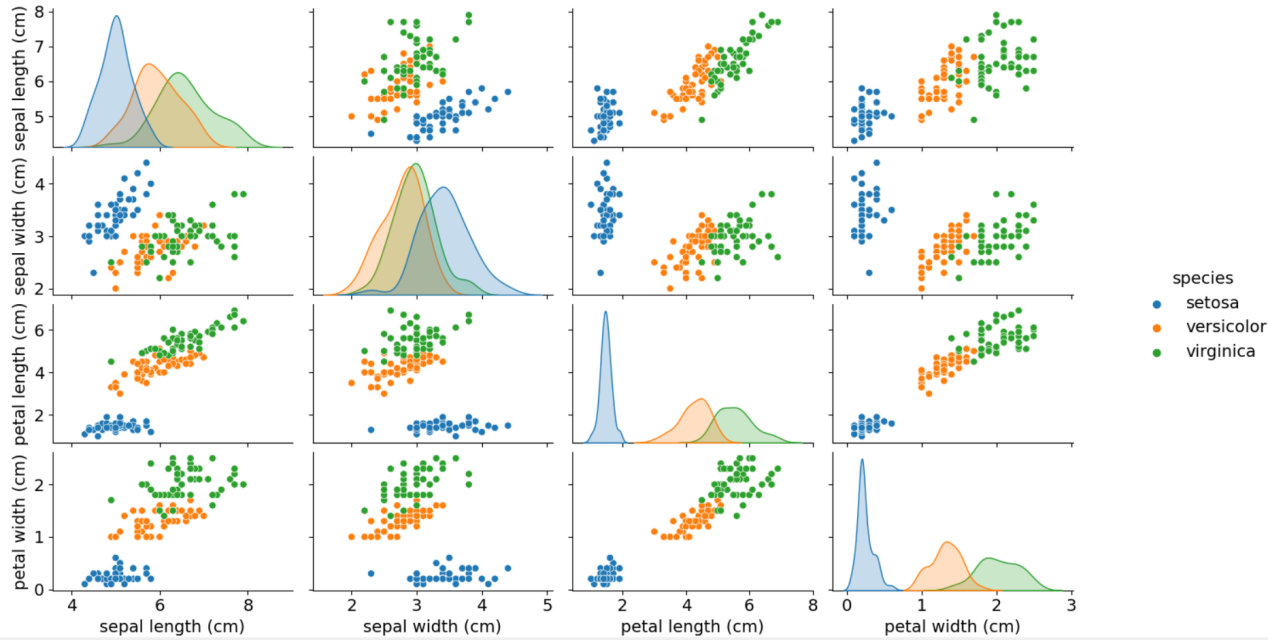 sepal length (cm)
8
7
6
5
sepal width (cm)
4
3
2
species
setosa
versicolor
virginica
petal length (cm)
6
4
2
petal width (cm)
2
1
0
4 6 8
2 3 4 5
2 4 6 8
0 1 2 3
sepal length (cm)
sepal width (cm)
petal length (cm)
petal width (cm)